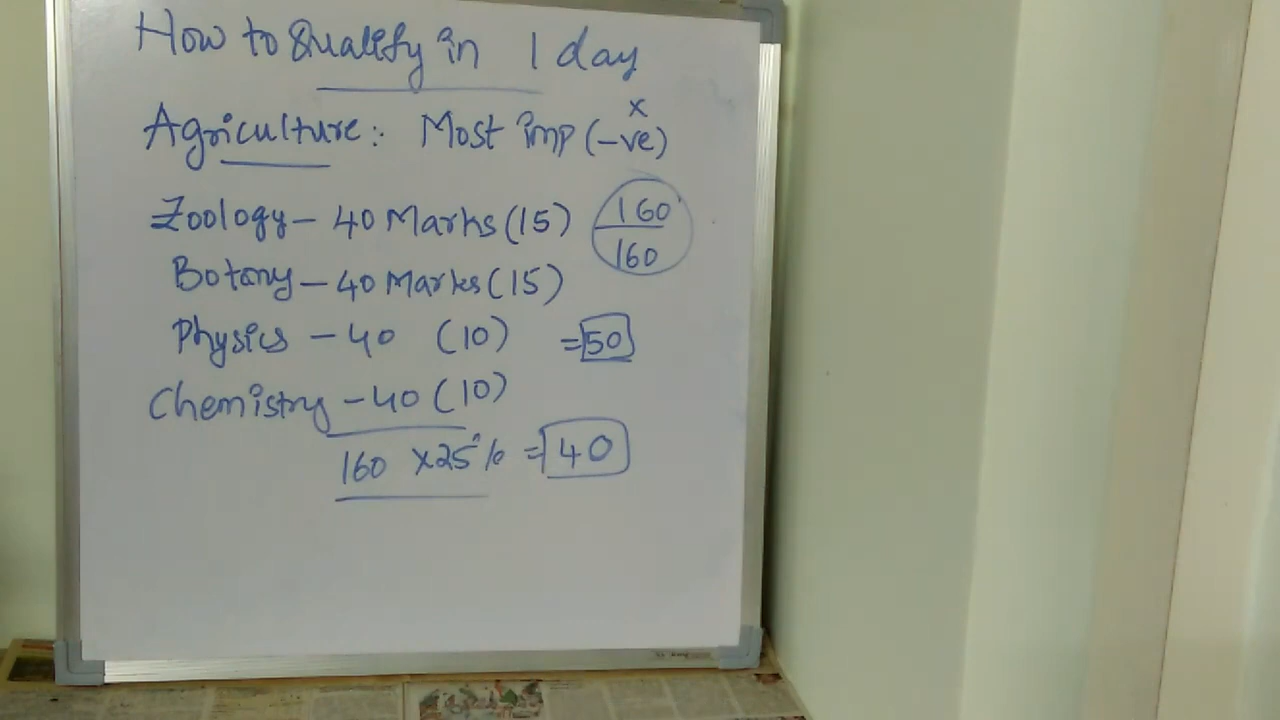 How to Qualify in 1 day
Agriculture: Most imp (-ve) x
Zoology - 40 Marks (15) 160/160
Botany - 40 Marks (15)
Physics - 40 (10) = 50
Chemistry - 40 (10)
160 x 25% = 40